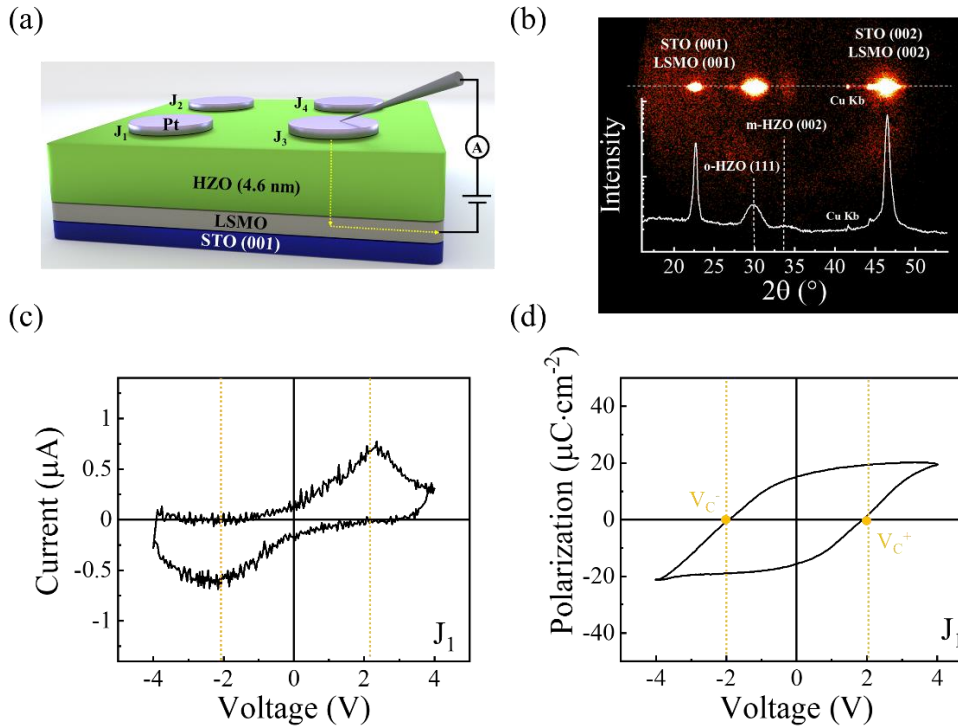 (a)
J2
J4
J1
Pt
J3
A
HZO (4.6 nm)
LSMO
STO (001)
(b)
STO (001)
LSMO (001)
STO (002)
LSMO (002)
Cu Kb
m-HZO (002)
o-HZO (111)
Cu Kb
Intensity
20 25 30 35 40 45 50
2θ (°)
(c)
Current (μA)
1
0.5
0
-0.5
-1
J1
-4 -2 0 2 4
Voltage (V)
(d)
Polarization (μC·cm-2)
40
20
0
-20
-40
VC-
VC+
J1
-4 -2 0 2 4
Voltage (V)